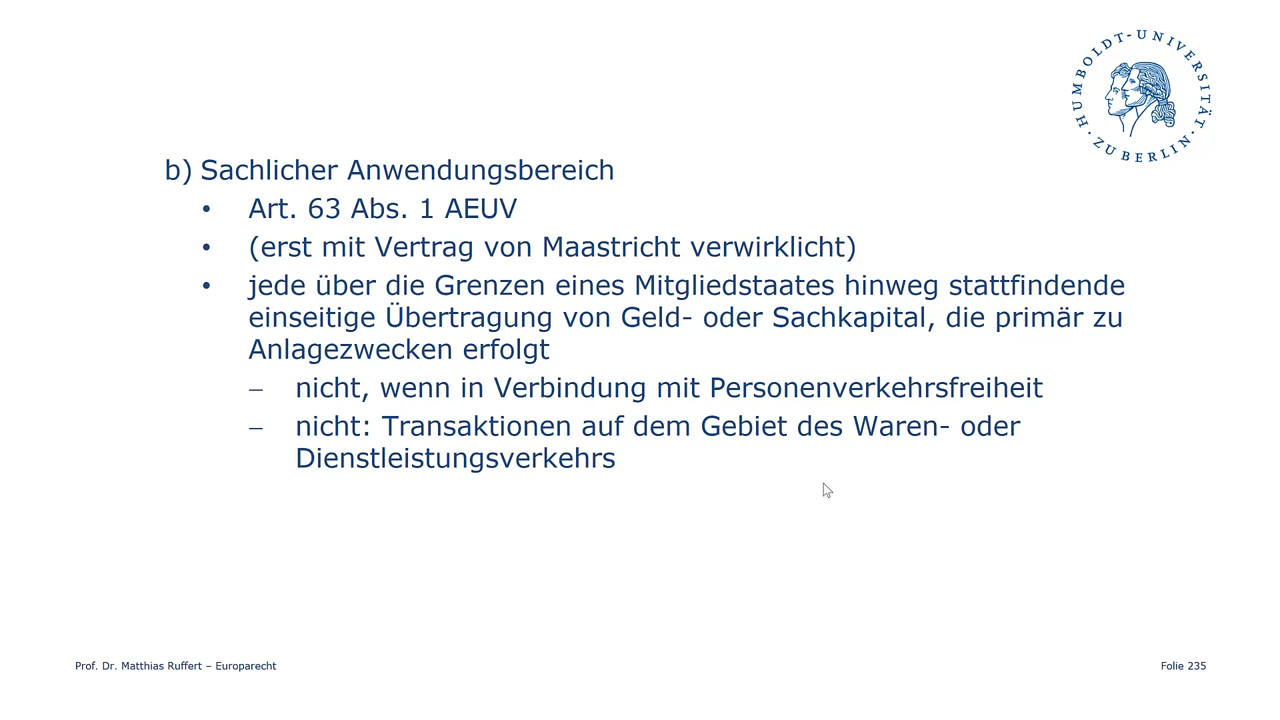 HUMBOLDT-UNIVERSITÄT
· ZU BERLIN ·
b) Sachlicher Anwendungsbereich
• Art. 63 Abs. 1 AEUV
• (erst mit Vertrag von Maastricht verwirklicht)
• jede über die Grenzen eines Mitgliedstaates hinweg stattfindende
einseitige Übertragung von Geld- oder Sachkapital, die primär zu
Anlagezwecken erfolgt
– nicht, wenn in Verbindung mit Personenverkehrsfreiheit
– nicht: Transaktionen auf dem Gebiet des Waren- oder
Dienstleistungsverkehrs
Prof. Dr. Matthias Ruffert – Europarecht
Folie 235